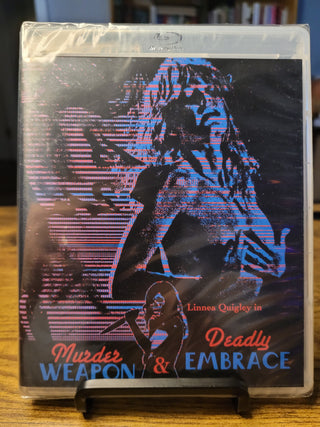 Linnea Quigley in
Murder
WEAPON
&
Deadly
EMBRACE